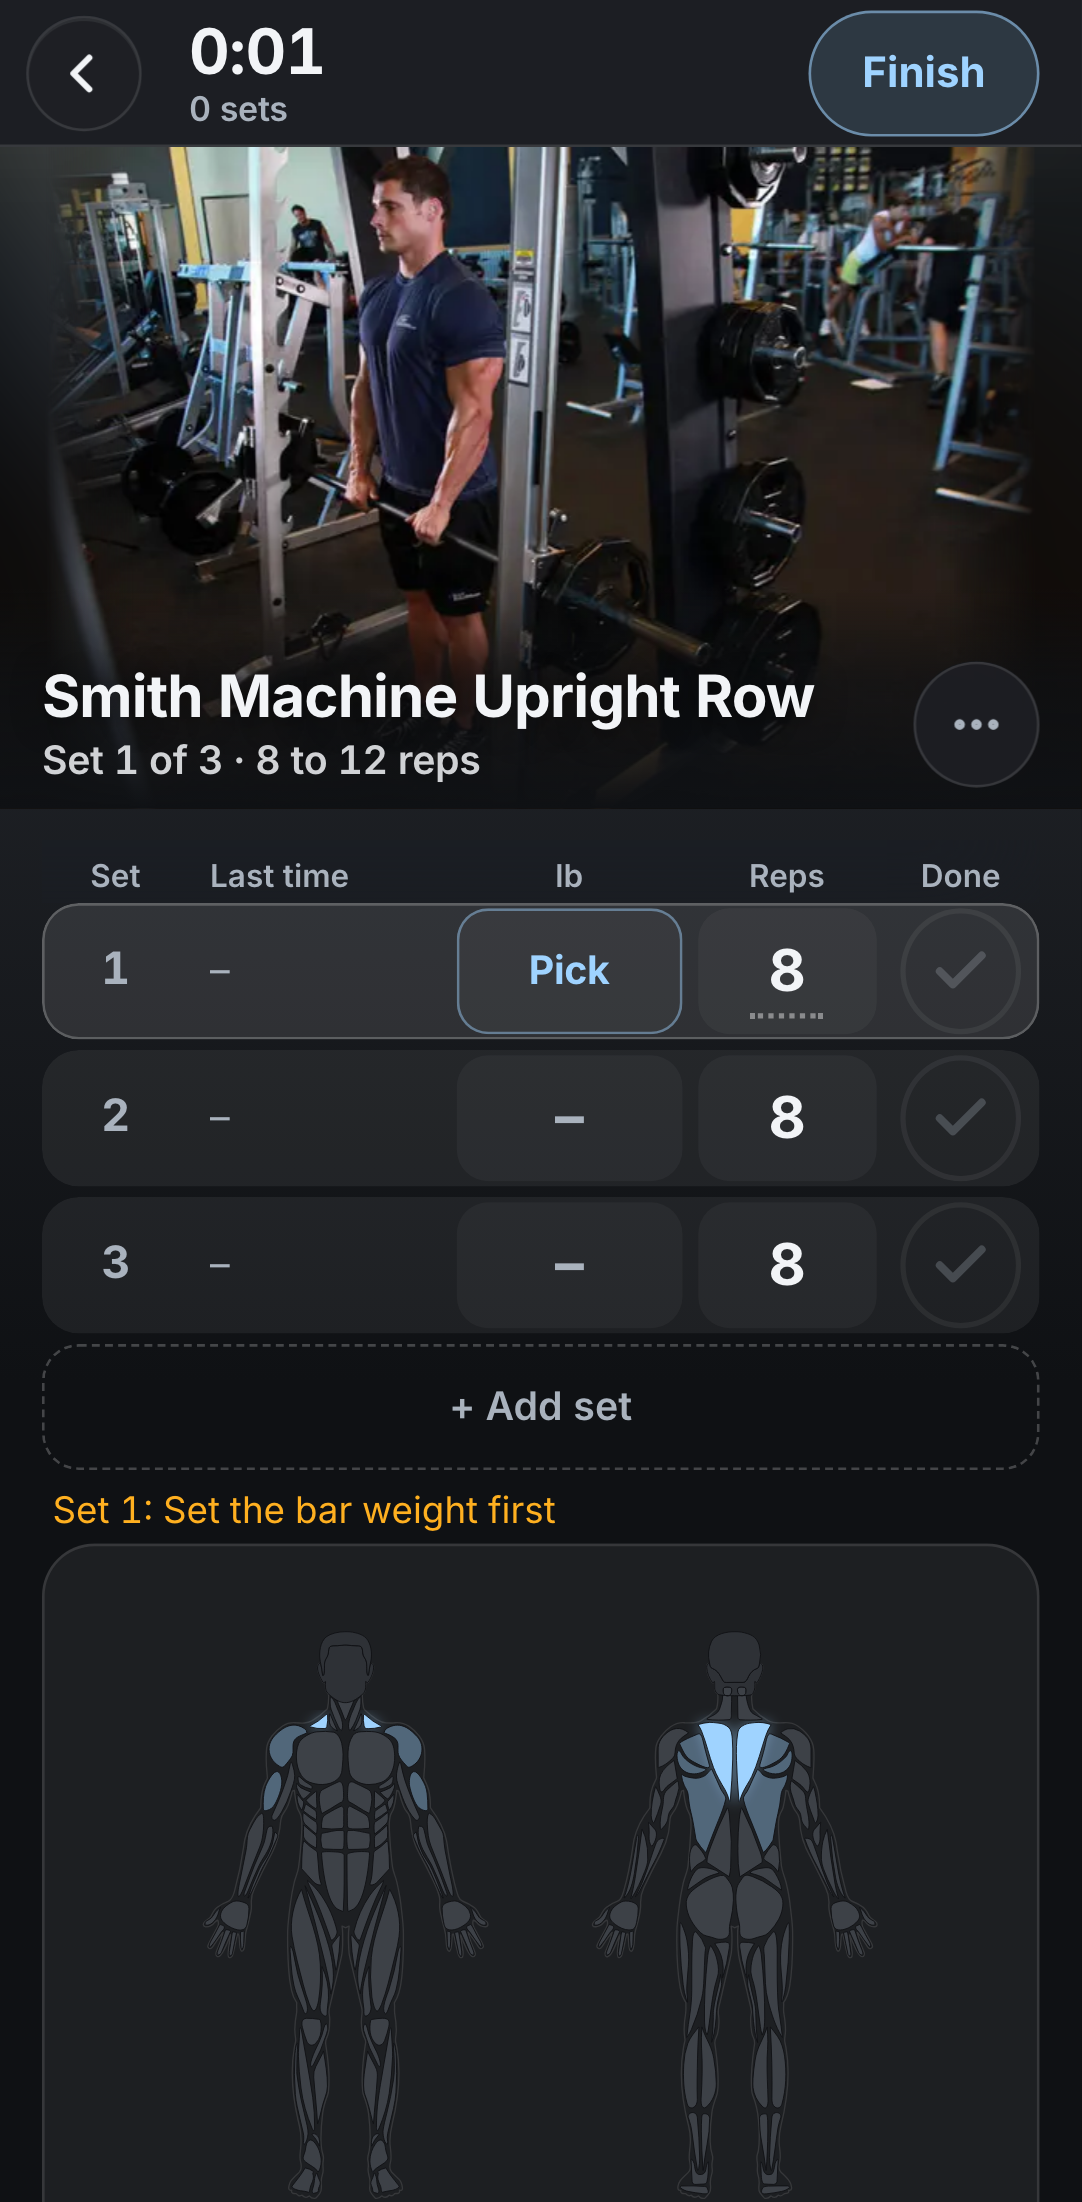 0:01
0 sets
Finish
Smith Machine Upright Row
Set 1 of 3 · 8 to 12 reps
Set Last time lb Reps Done
1 – Pick 8
2 – – 8
3 – – 8
+ Add set
Set 1: Set the bar weight first